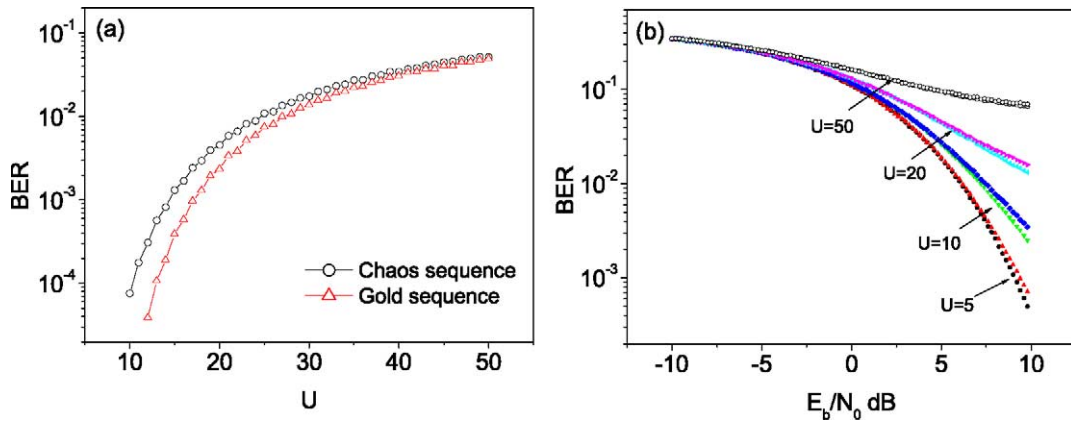 (a)
BER
10⁻¹
10⁻²
10⁻³
10⁻⁴
Chaos sequence
Gold sequence
10 20 30 40 50
U
(b)
BER
10⁻¹
10⁻²
10⁻³
U=50
U=20
U=10
U=5
-10 -5 0 5 10
E_b/N_0 dB